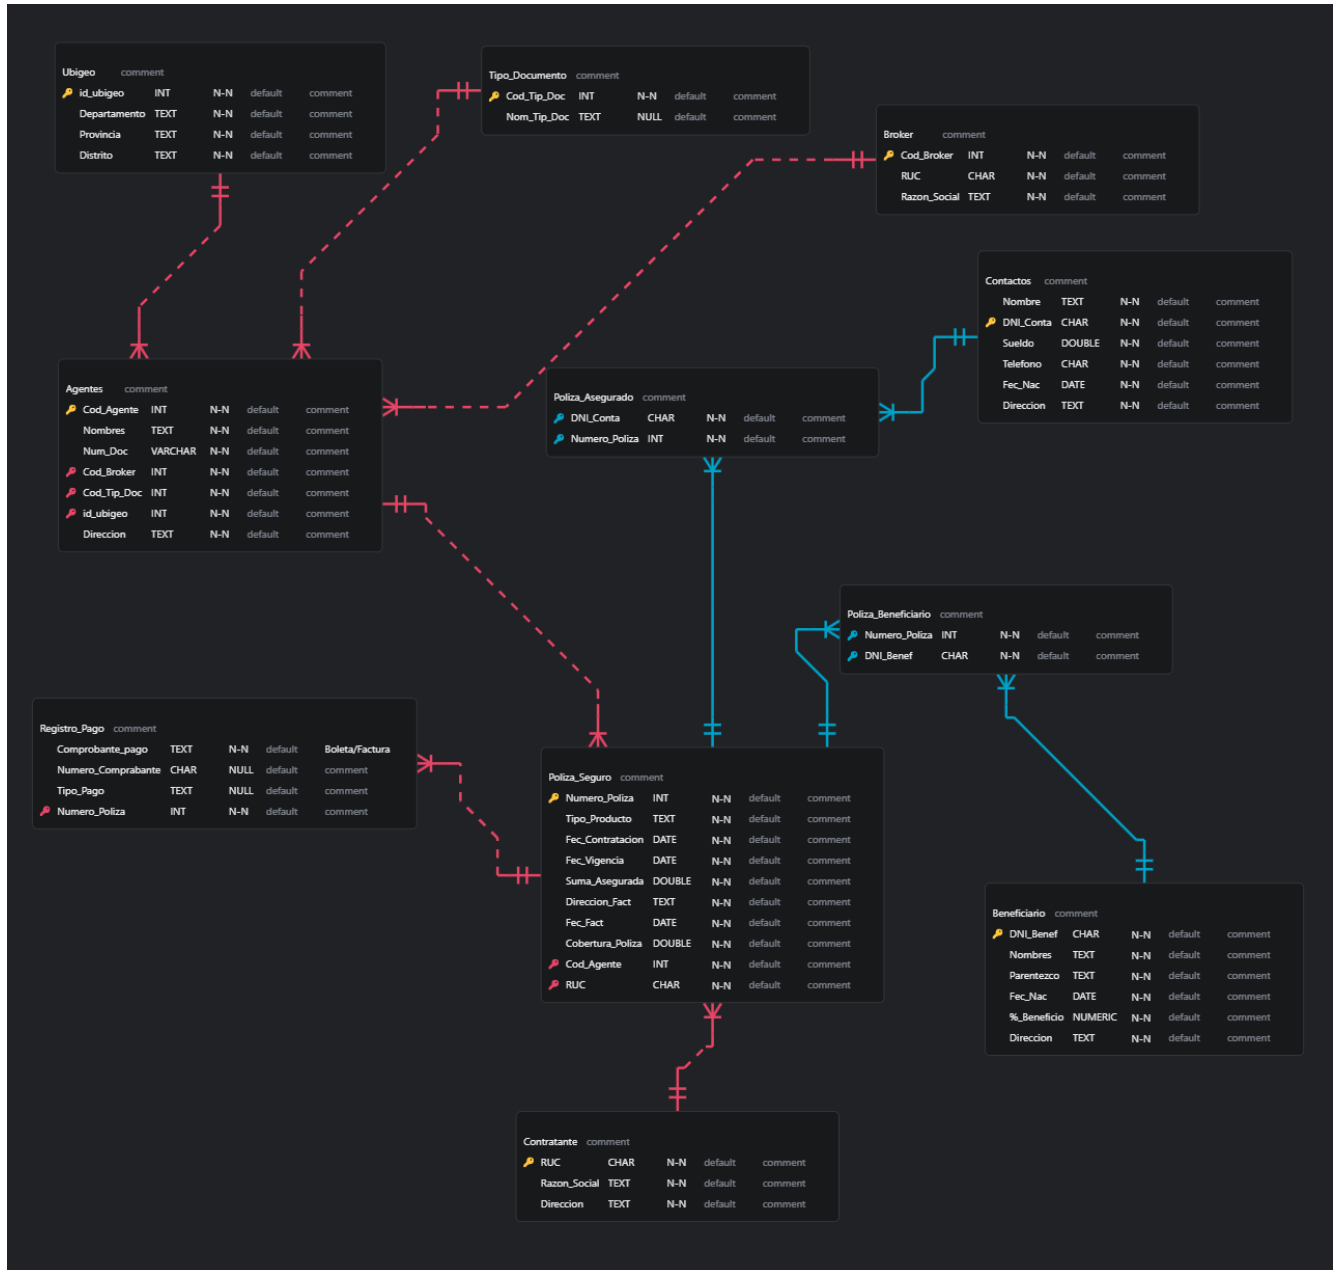 Ubigeo comment
id_ubigeo INT N-N default comment
Departamento TEXT N-N default comment
Provincia TEXT N-N default comment
Distrito TEXT N-N default comment
Tipo_Documento comment
Cod_Tip_Doc INT N-N default comment
Nom_Tip_Doc TEXT NULL default comment
Broker comment
Cod_Broker INT N-N default comment
RUC CHAR N-N default comment
Razon_Social TEXT N-N default comment
Contactos comment
Nombre TEXT N-N default comment
DNI_Conta CHAR N-N default comment
Sueldo DOUBLE N-N default comment
Telefono CHAR N-N default comment
Fec_Nac DATE N-N default comment
Direccion TEXT N-N default comment
Agentes comment
Cod_Agente INT N-N default comment
Nombres TEXT N-N default comment
Num_Doc VARCHAR N-N default comment
Cod_Broker INT N-N default comment
Cod_Tip_Doc INT N-N default comment
id_ubigeo INT N-N default comment
Direccion TEXT N-N default comment
Poliza_Asegurado comment
DNI_Conta CHAR N-N default comment
Numero_Poliza INT N-N default comment
Poliza_Beneficiario comment
Numero_Poliza INT N-N default comment
DNI_Benef CHAR N-N default comment
Registro_Pago comment
Comprobante_pago TEXT N-N default Boleta/Factura
Numero_Comprabante CHAR NULL default comment
Tipo_Pago TEXT NULL default comment
Numero_Poliza INT N-N default comment
Poliza_Seguro comment
Numero_Poliza INT N-N default comment
Tipo_Producto TEXT N-N default comment
Fec_Contratacion DATE N-N default comment
Fec_Vigencia DATE N-N default comment
Suma_Asegurada DOUBLE N-N default comment
Direccion_Fact TEXT N-N default comment
Fec_Fact DATE N-N default comment
Cobertura_Poliza DOUBLE N-N default comment
Cod_Agente INT N-N default comment
RUC CHAR N-N default comment
Beneficiario comment
DNI_Benef CHAR N-N default comment
Nombres TEXT N-N default comment
Parentezco TEXT N-N default comment
Fec_Nac DATE N-N default comment
%_Beneficio NUMERIC N-N default comment
Direccion TEXT N-N default comment
Contratante comment
RUC CHAR N-N default comment
Razon_Social TEXT N-N default comment
Direccion TEXT N-N default comment